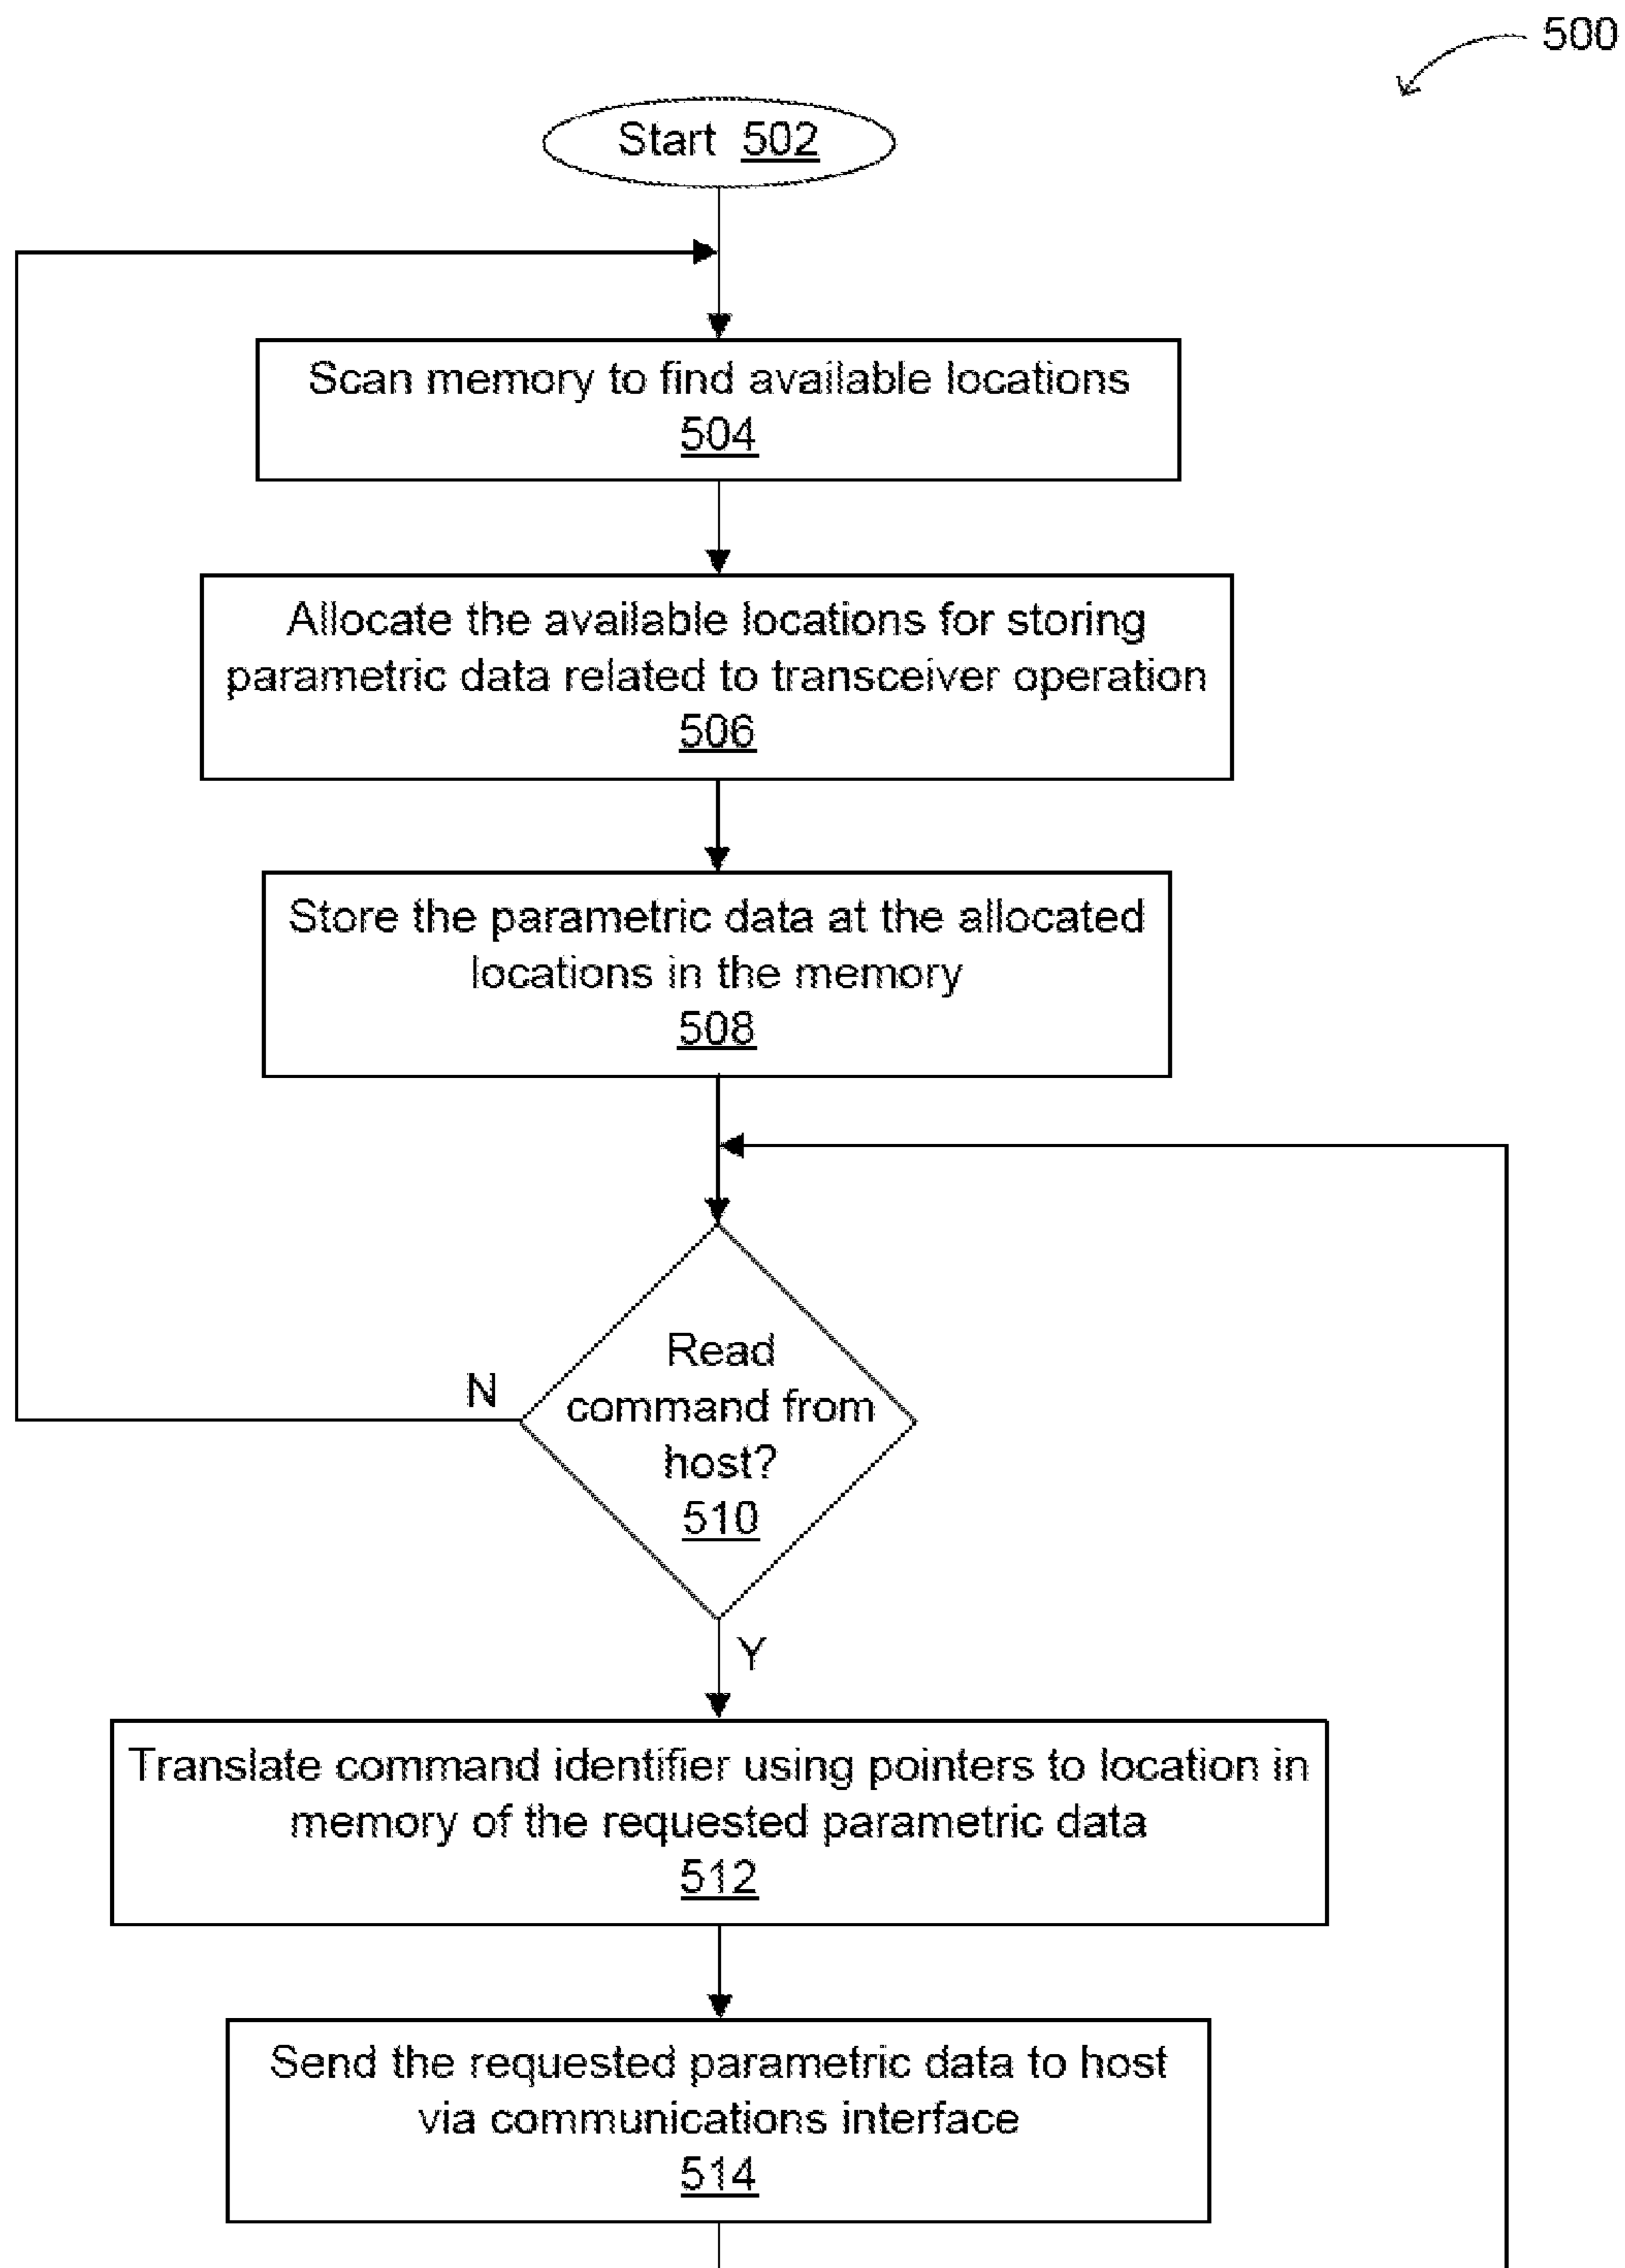 500
Start 502
Scan memory to find available locations
504
Allocate the available locations for storing
parametric data related to transceiver operation
506
Store the parametric data at the allocated
locations in the memory
508
Read
command from
host?
510
N
Y
Translate command identifier using pointers to location in
memory of the requested parametric data
512
Send the requested parametric data to host
via communications interface
514